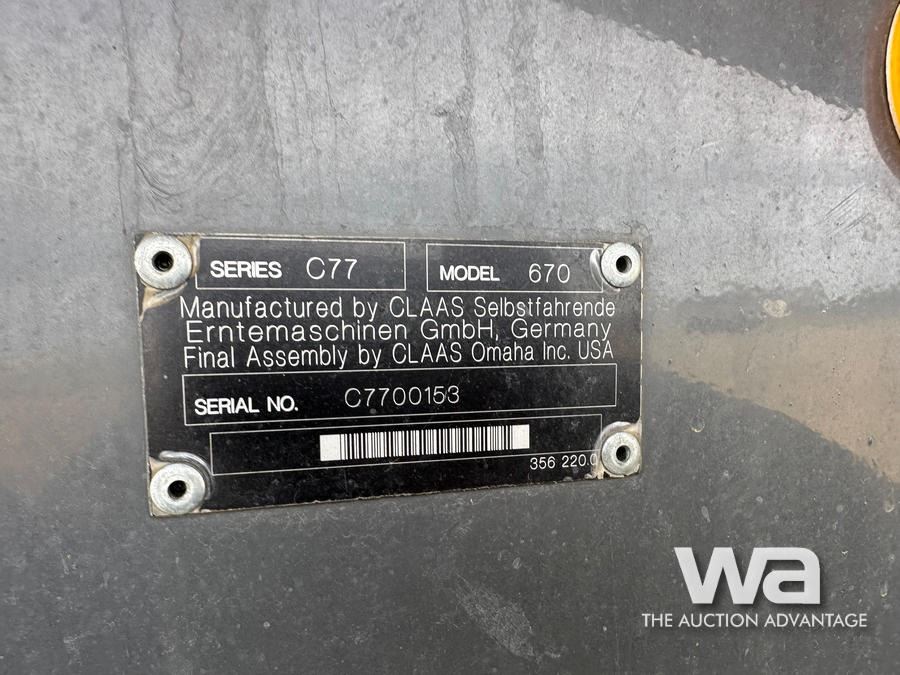 SERIES C77 MODEL 670
Manufactured by CLAAS Selbstfahrende
Erntemaschinen GmbH, Germany
Final Assembly by CLAAS Omaha Inc. USA
SERIAL NO. C7700153
356 220.0
wa
THE AUCTION ADVANTAGE